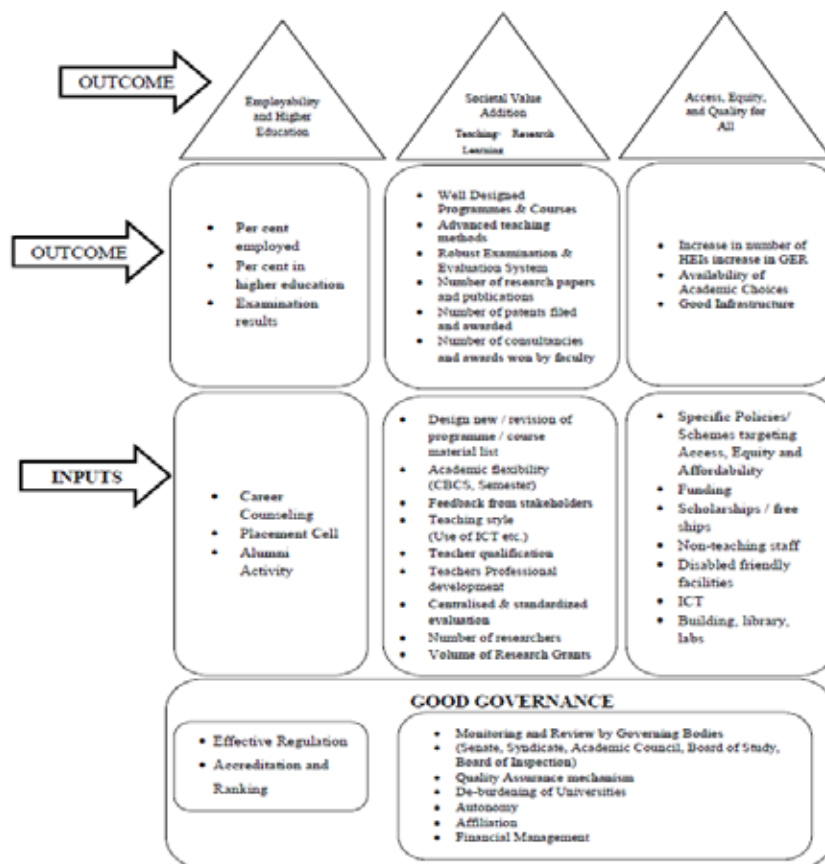 OUTCOME
Employability
and Higher
Education
Societal Value
Addition
Teaching- Research
Learning
Access, Equity,
and Quality for
All
OUTCOME
• Per cent
employed
• Per cent in
higher education
• Examination
results
• Well Designed
Programmes & Courses
• Advanced teaching
methods
• Robust Examination &
Evaluation System
• Number of research papers
and publications
• Number of patents filed
and awarded
• Number of consultancies
and awards won by faculty
• Increase in number of
HEIs increase in GER
• Availability of
Academic Choices
• Good Infrastructure
INPUTS
• Career
Counseling
• Placement Cell
• Alumni
Activity
• Design new / revision of
programme / course
material list
• Academic flexibility
(CBCS, Semester)
• Feedback from stakeholders
• Teaching style
(Use of ICT etc.)
• Teacher qualification
• Teachers Professional
development
• Centralised & standardized
evaluation
• Number of researchers
• Volume of Research Grants
• Specific Policies/
Schemes targeting
Access, Equity and
Affordability
• Funding
• Scholarships / free
ships
• Non-teaching staff
• Disabled friendly
facilities
• ICT
• Building, library,
labs
GOOD GOVERNANCE
• Effective Regulation
• Accreditation and
Ranking
• Monitoring and Review by Governing Bodies
• (Senate, Syndicate, Academic Council, Board of Study,
Board of Inspection)
• Quality Assurance mechanism
• De-burdening of Universities
• Autonomy
• Affiliation
• Financial Management